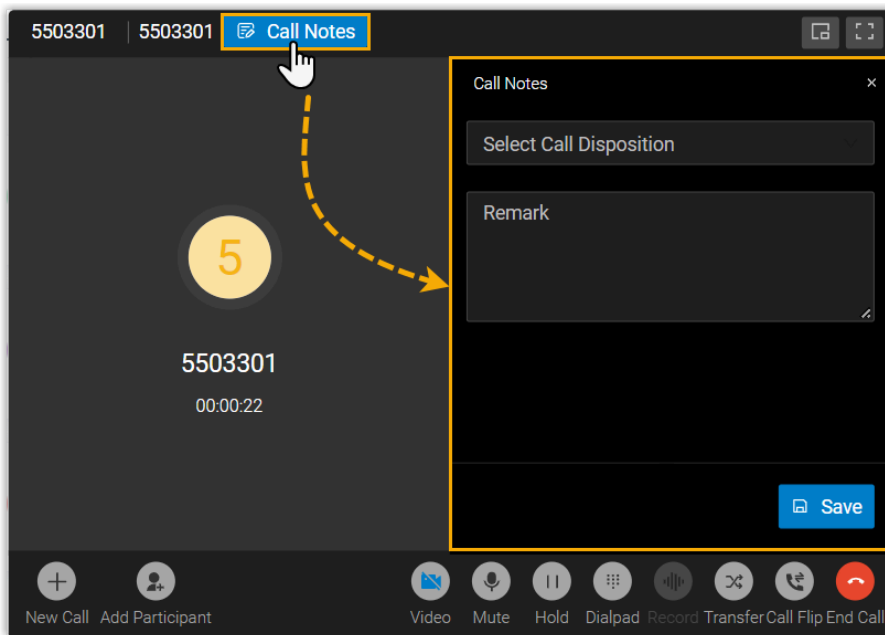 5503301 5503301 Call Notes
Call Notes ×
Select Call Disposition
Remark
5
5503301
00:00:22
Save
New Call Add Participant Video Mute Hold Dialpad Record Transfer Call Flip End Call